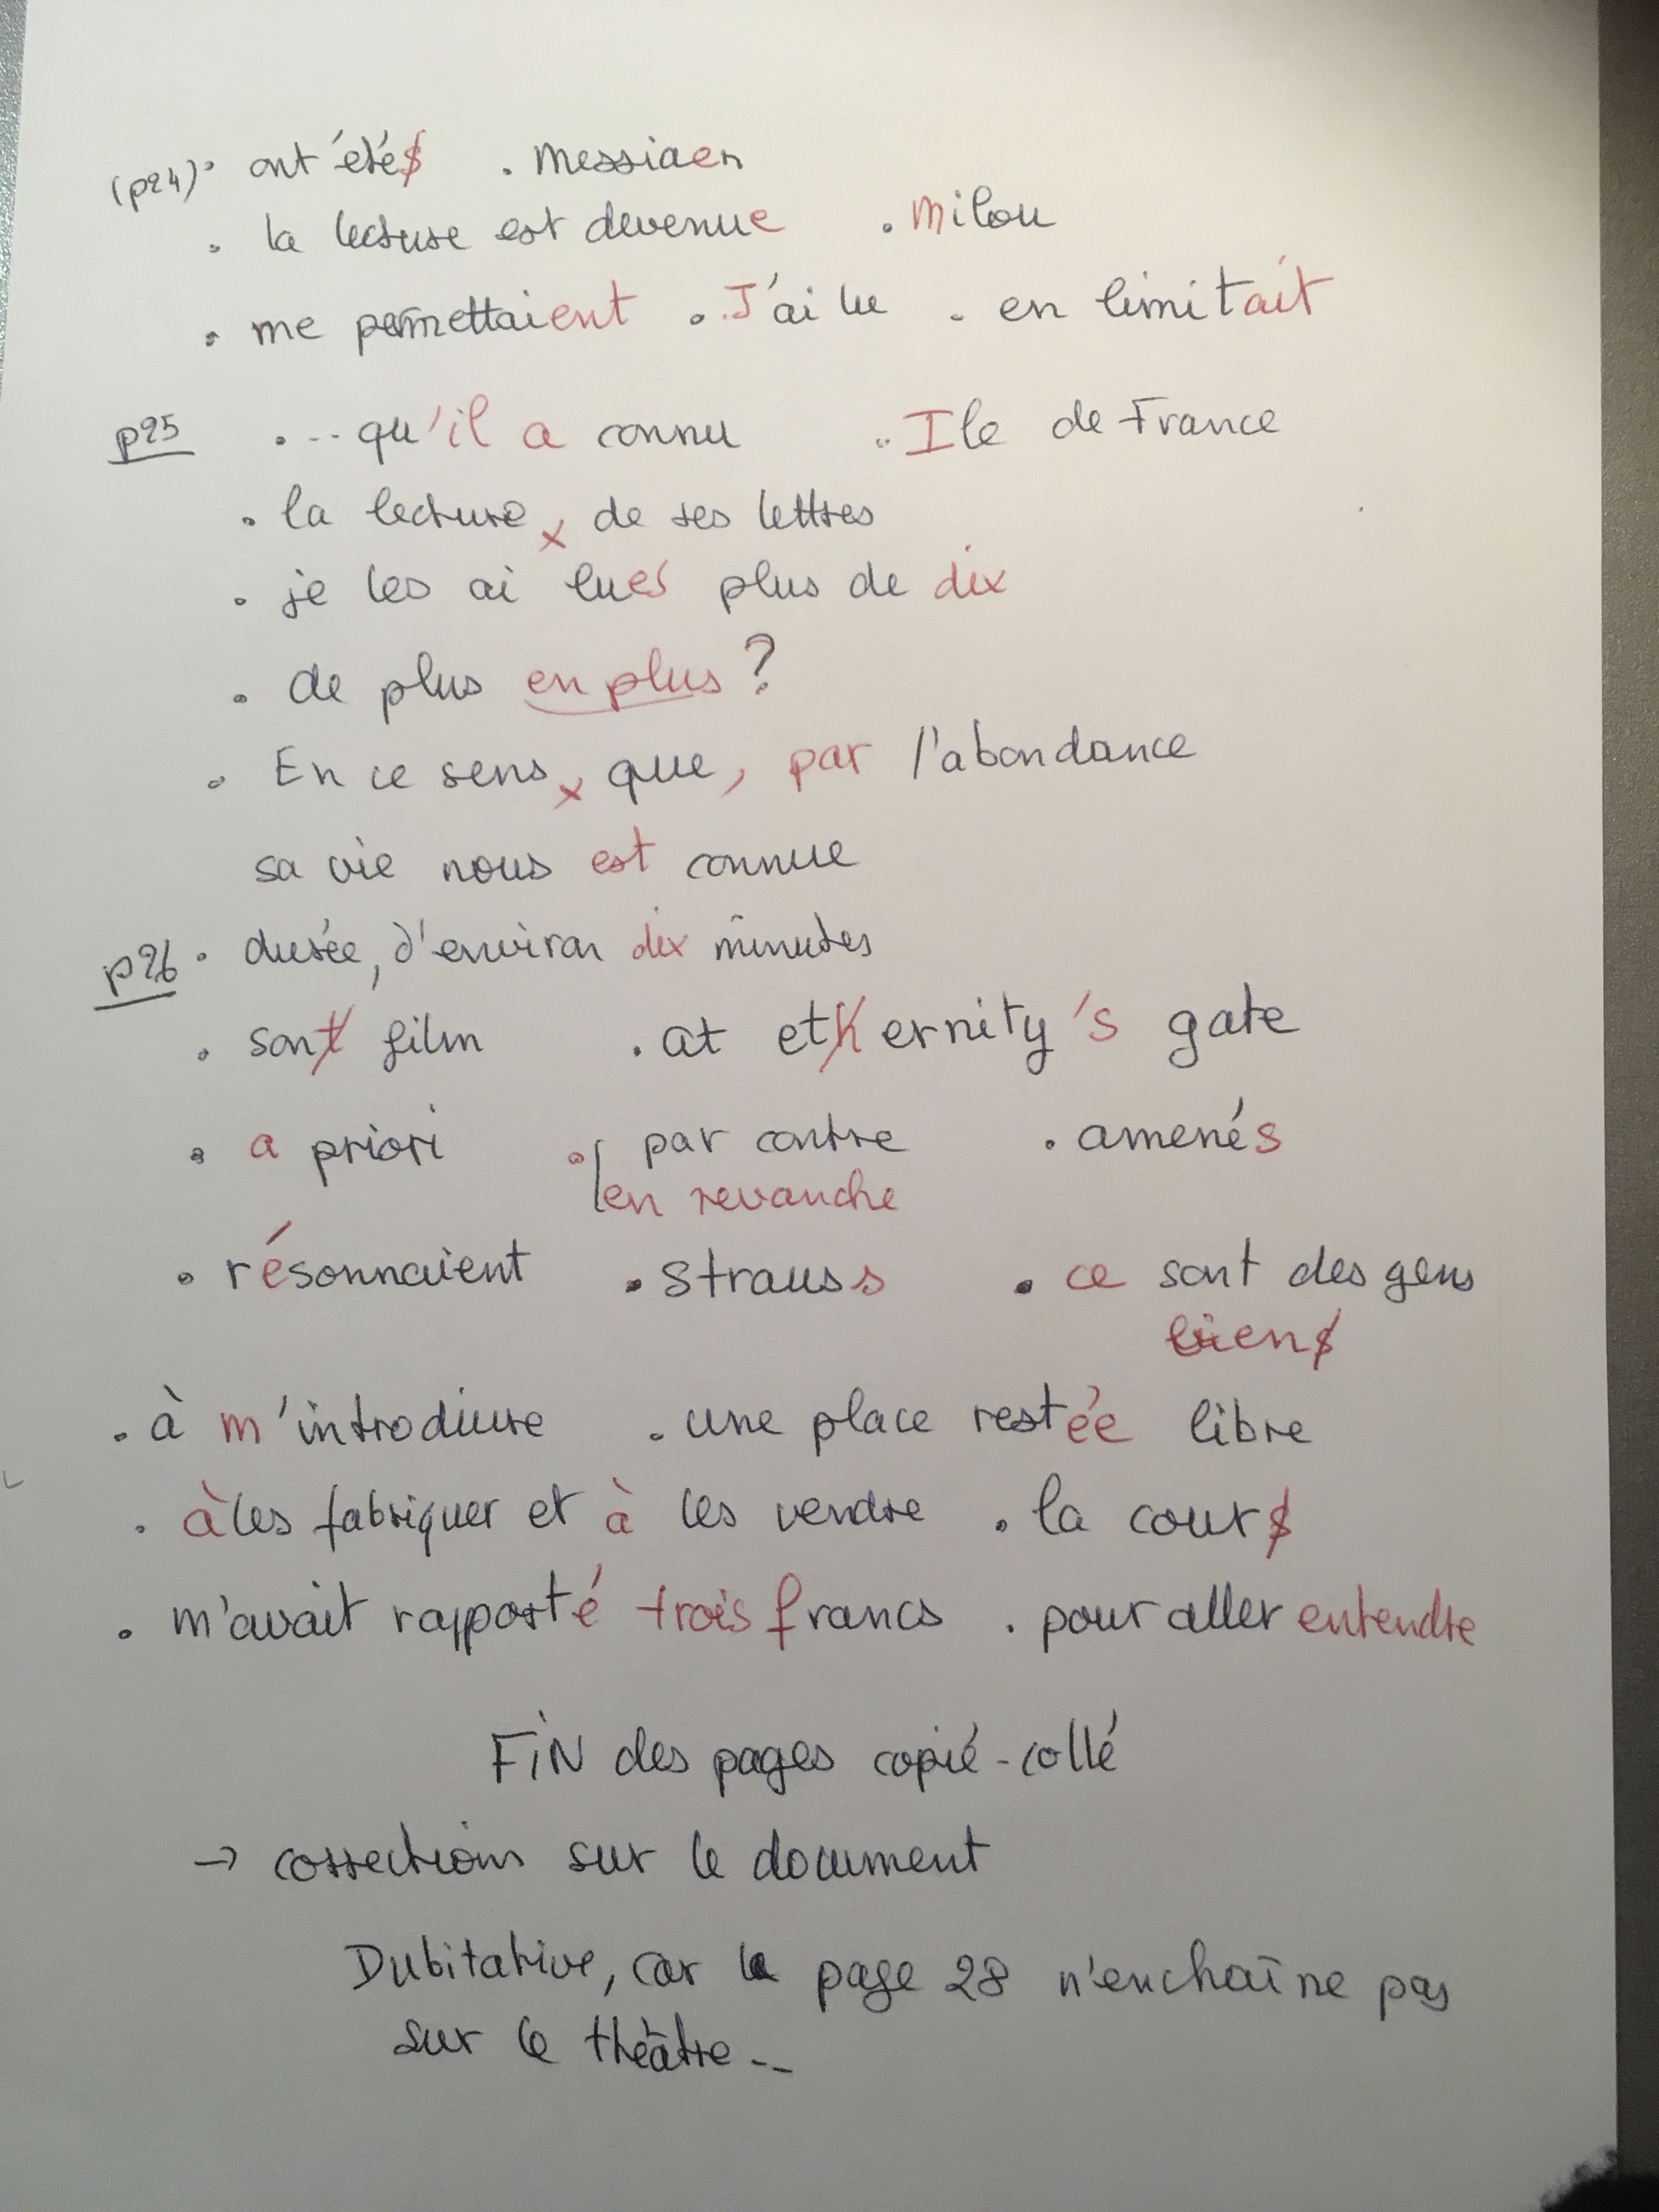 (p24) • ont étés • Messiaen
• la lecture est devenue • Milou
• me permettaient • J'ai lu • en limitait
p25 • ... qu'il a connu • Ile de France
• la lecture x de ses lettres
• je les ai lues plus de dix
• de plus en plus ?
• En ce sens x que, par l'abondance
sa vie nous est connue
p26 • durée, d'environ dix minutes
• sont film • at ethernity's gate
• a priori • par contre • amenés
en revanche
• résonnaient • Strauss • ce sont des gens
biens
• à m'introduire • une place restée libre
• à les fabriquer et à les vendre • la cours
• m'avait rapporté trois francs • pour aller entendre
FIN des pages copié-collé
→ corrections sur le document
Dubitative, car la page 28 n'enchaîne pas
sur le théâtre...